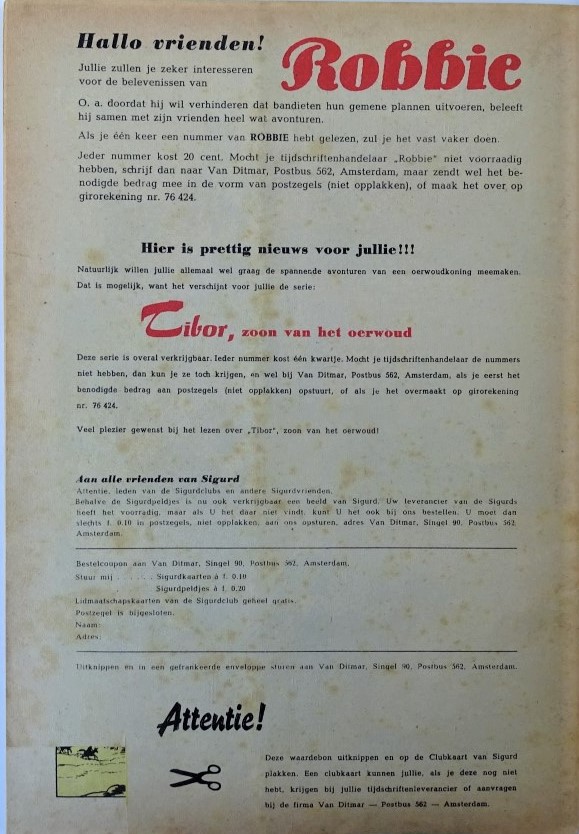 Hallo vrienden!
Jullie zullen je zeker interesseren
voor de belevenissen van
Robbie
O. a. doordat hij wil verhinderen dat bandieten hun gemene plannen uitvoeren, beleeft
hij samen met zijn vrienden heel wat avonturen.
Als je één keer een nummer van ROBBIE hebt gelezen, zul je het vast vaker doen.
Jeder nummer kost 20 cent. Mocht je tijdschriftenhandelaar „Robbie" niet voorraadig
hebben, schrijf dan naar Van Ditmar, Postbus 562, Amsterdam, maar zendt wel het be-
nodigde bedrag mee in de vorm van postzegels (niet opplakken), of maak het over op
girorekening nr. 76 424.
Hier is prettig nieuws voor jullie!!!
Natuurlijk willen jullie allemaal wel graag de spannende avonturen van een oerwoudkoning meemaken.
Dat is mogelijk, want het verschijnt voor jullie de serie:
Tibor, zoon van het oerwoud
Deze serie is overal verkrijgbaar. Ieder nummer kost één kwartje. Mocht je tijdschriftenhandelaar de nummers
niet hebben, dan kun je ze toch krijgen, en wel bij Van Ditmar, Postbus 562, Amsterdam, als je eerst het
benodigde bedrag aan postzegels (niet opplakken) opstuurt, of als je het overmaakt op girorekening
nr. 76 424.
Veel plezier gewenst bij het lezen over „Tibor", zoon van het oerwoud!
Aan alle vrienden van Sigurd
Attentie, leden van de Sigurdclubs en andere Sigurdvrienden.
Behalve de Sigurdpeldjes is nu ook verkrijgbaar een beeld van Sigurd. Uw leverancier van de Sigurds
heeft het voorradig, maar als U het daar niet vindt, kunt U het ook bij ons bestellen. U moet dan
slechts f. 0.10 in postzegels, niet opplakken, aan ons opsturen, adres Van Ditmar, Singel 90, Postbus 562
Amsterdam.
Bestelcoupon aan Van Ditmar, Singel 90, Postbus 562, Amsterdam.
Stuur mij . . . . . . Sigurdkaarten à f. 0,10
Sigurdpeldjes à f. 0,20
Lidmaatschapskaarten van de Sigurdclub geheel gratis.
Postzegel is bijgesloten.
Naam:
Adres:
Uitknippen en in een gefrankeerde enveloppe sturen aan Van Ditmar, Singel 90, Postbus 562, Amsterdam.
Attentie!
Deze waardebon uitknippen en op de Clubkaart van Sigurd
plakken. Een clubkaart kunnen jullie, als je deze nog niet
hebt, krijgen bij jullie tijdschriftenleverancier of aanvragen
bij de firma Van Ditmar — Postbus 562 — Amsterdam.